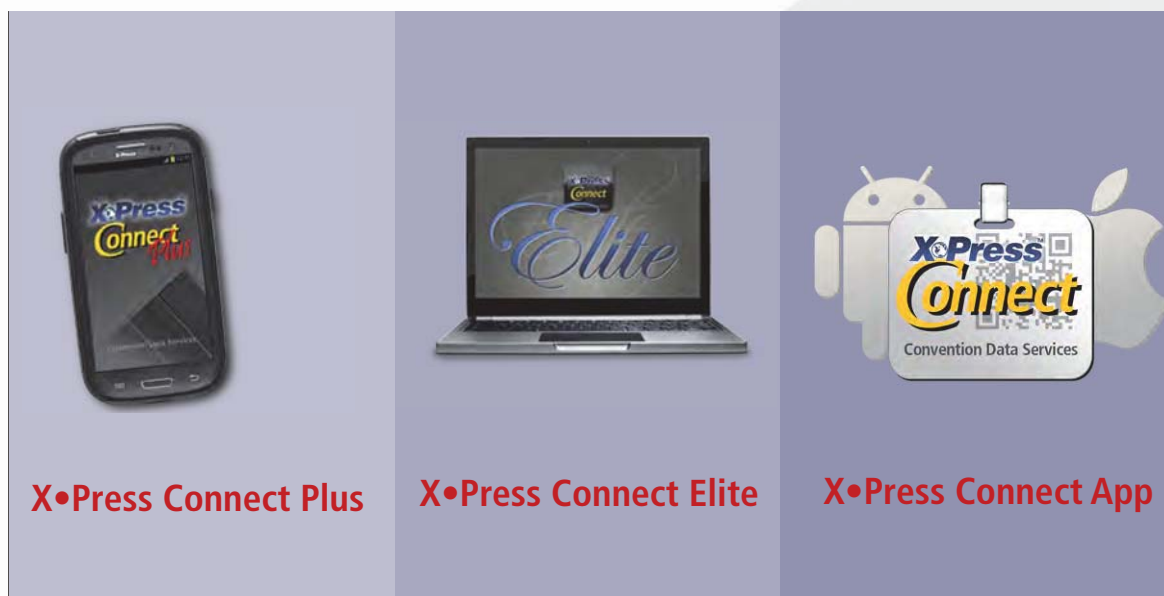 X•Press
Connect
Plus
X•Press
Connect
Elite
X•Press
Connect
Convention Data Services
X•Press Connect Plus
X•Press Connect Elite
X•Press Connect App